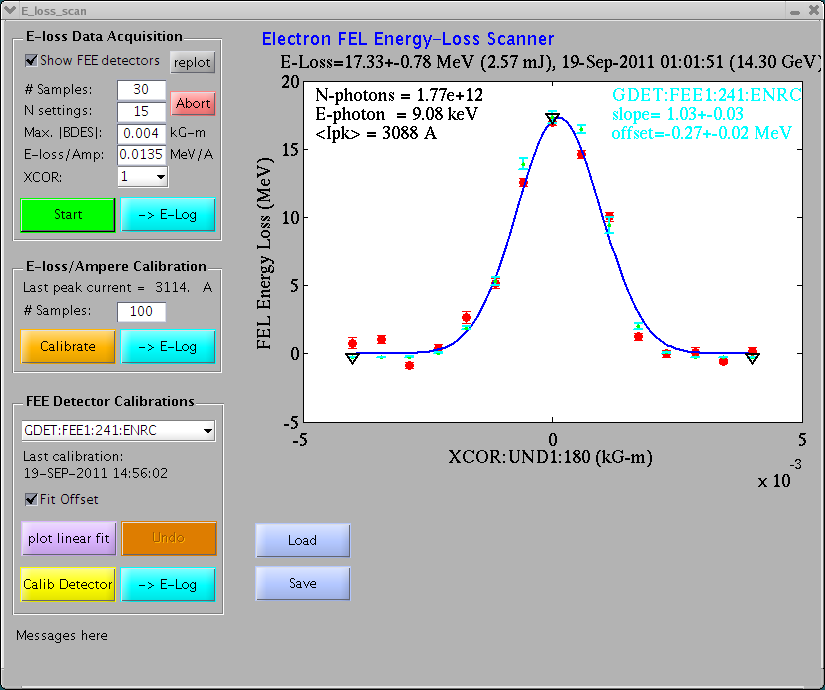 E_loss_scan
E-loss Data Acquisition
Show FEE detectors
replot
# Samples:
30
N settings:
15
Abort
Max. |BDES|:
0.004
kG-m
E-loss/Amp:
0.0135
MeV/A
XCOR:
1
Start
-> E-Log
E-loss/Ampere Calibration
Last peak current = 3114. A
# Samples:
100
Calibrate
-> E-Log
FEE Detector Calibrations
GDET:FEE1:241:ENRC
Last calibration:
19-SEP-2011 14:56:02
Fit Offset
plot linear fit
Undo
Calib Detector
-> E-Log
Messages here
Electron FEL Energy-Loss Scanner
E-Loss=17.33+-0.78 MeV (2.57 mJ), 19-Sep-2011 01:01:51 (14.30 GeV)
N-photons = 1.77e+12
E-photon = 9.08 keV
<Ipk> = 3088 A
GDET:FEE1:241:ENRC
slope= 1.03+-0.03
offset=-0.27+-0.02 MeV
FEL Energy Loss (MeV)
20
15
10
5
0
-5
-5
0
5
XCOR:UND1:180 (kG-m)
x 10-3
Load
Save